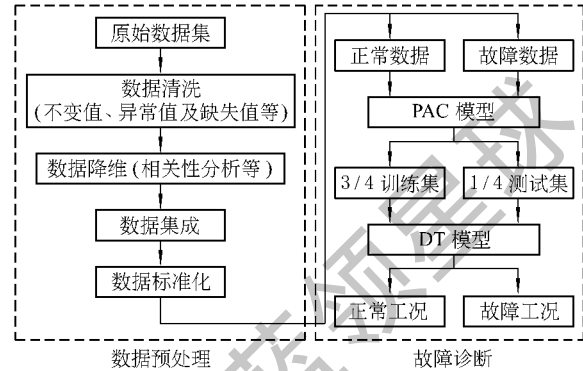 原始数据集
数据清洗
(不变值、异常值及缺失值等)
数据降维(相关性分析等)
数据集成
数据标准化
数据预处理
正常数据
故障数据
PAC 模型
3/4 训练集
1/4 测试集
DT 模型
正常工况
故障工况
故障诊断
领星球